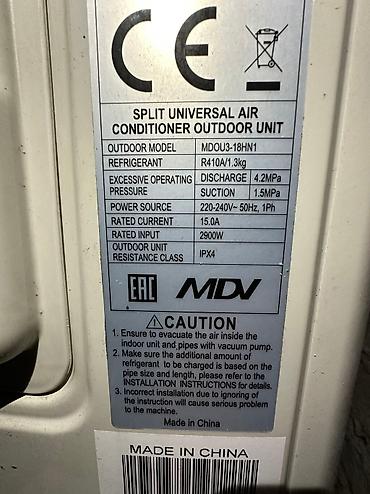 CE
SPLIT UNIVERSAL AIR
CONDITIONER OUTDOOR UNIT
OUTDOOR MODEL MDOU3-18HN1
REFRIGERANT R410A/1.3kg
EXCESSIVE OPERATING PRESSURE DISCHARGE 4.2MPa
SUCTION 1.5MPa
POWER SOURCE 220-240V~ 50Hz, 1Ph
RATED CURRENT 15.0A
RATED INPUT 2900W
OUTDOOR UNIT RESISTANCE CLASS IPX4
EAC MDV
⚠CAUTION
1. Ensure to evacuate the air inside the
indoor unit and pipes with vacuum pump.
2. Make sure the additional amount of
refrigerant to be charged is based on the
pipe size and length, please refer to the
INSTALLATION INSTRUCTIONS for details.
3. Incorrect installation due to ignoring of
the instruction will cause serious problem
to the machine.
Made in China
MADE IN CHINA